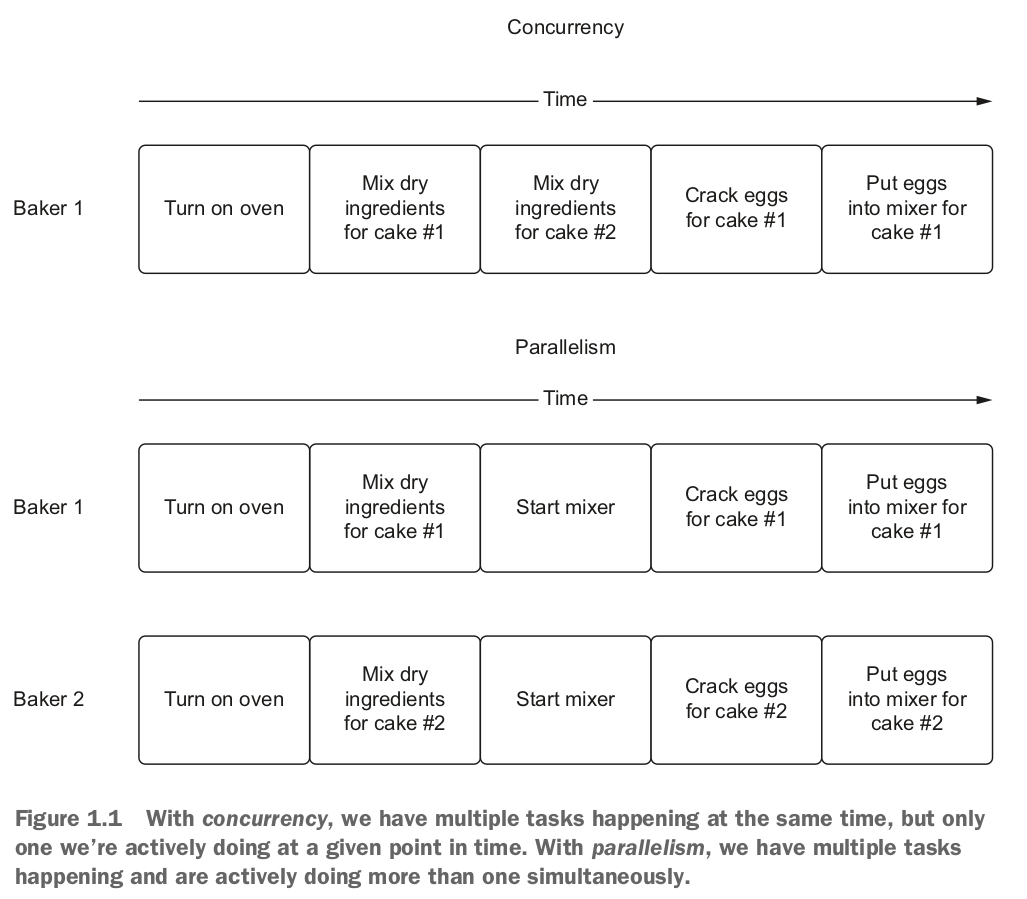 Concurrency
Time
Baker 1
Turn on oven
Mix dry
ingredients
for cake #1
Mix dry
ingredients
for cake #2
Crack eggs
for cake #1
Put eggs
into mixer for
cake #1
Parallelism
Time
Baker 1
Turn on oven
Mix dry
ingredients
for cake #1
Start mixer
Crack eggs
for cake #1
Put eggs
into mixer for
cake #1
Baker 2
Turn on oven
Mix dry
ingredients
for cake #2
Start mixer
Crack eggs
for cake #2
Put eggs
into mixer for
cake #2
Figure 1.1 With concurrency, we have multiple tasks happening at the same time, but only
one we’re actively doing at a given point in time. With parallelism, we have multiple tasks
happening and are actively doing more than one simultaneously.